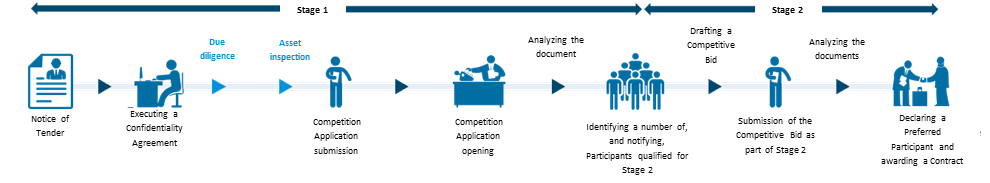 Stage 1
Stage 2
Due
diligence
Asset
inspection
Analyzing the
document
Drafting a
Competitive
Bid
Analyzing the
documents
Notice of
Tender
Executing a
Confidentiality
Agreement
Competition
Application
submission
Competition
Application
opening
Identifying a number of,
and notifying,
Participants qualified for
Stage 2
Submission of the
Competitive Bid as
part of Stage 2
Declaring a
Preferred
Participant and
awarding a Contract